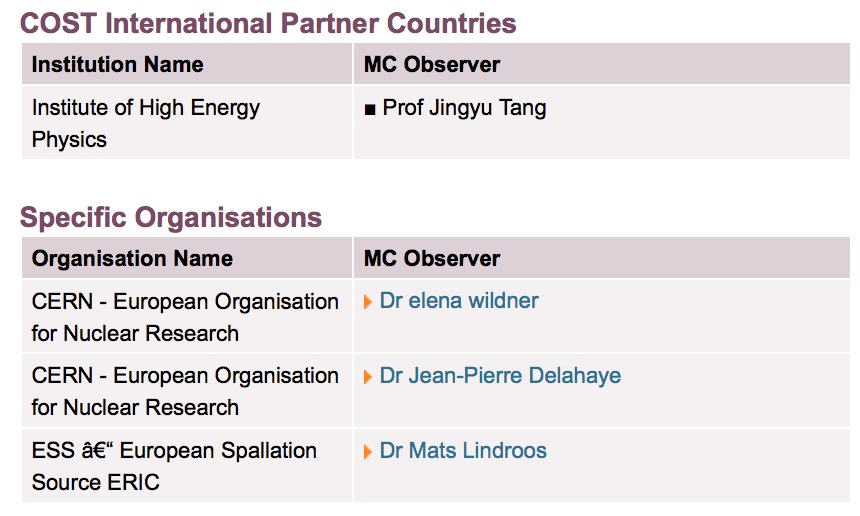 COST International Partner Countries
Institution Name MC Observer
Institute of High Energy ■ Prof Jingyu Tang
Physics
Specific Organisations
Organisation Name MC Observer
CERN - European Organisation Dr elena wildner
for Nuclear Research
CERN - European Organisation Dr Jean-Pierre Delahaye
for Nuclear Research
ESS â€“ European Spallation Dr Mats Lindroos
Source ERIC